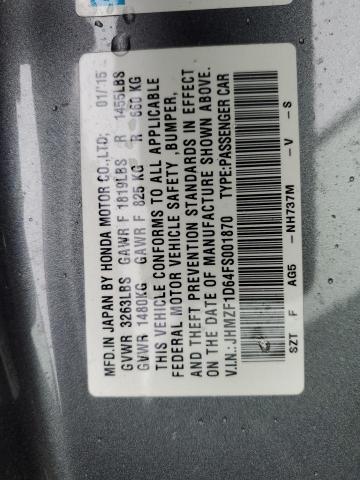 MFD.IN JAPAN BY HONDA MOTOR CO.,LTD; 01/15
GVWR 3263LBS GAWR F 1819LBS R 1455LBS
GVWR 1480KG GAWR F 825 KG R 660 KG
THIS VEHICLE CONFORMS TO ALL APPLICABLE
FEDERAL MOTOR VEHICLE SAFETY ,BUMPER,
AND THEFT PREVENTION STANDARDS IN EFFECT
ON THE DATE OF MANUFACTURE SHOWN ABOVE.
V.I.N.:JHMZF1D64FS001870 TYPE:PASSENGER CAR
SZT F AG5 -NH737M -V -S